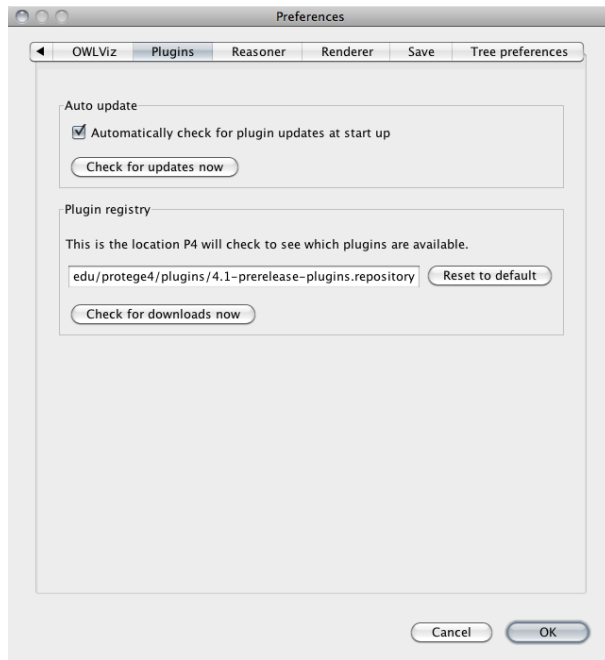 Preferences
OWLViz Plugins Reasoner Renderer Save Tree preferences
Auto update
Automatically check for plugin updates at start up
Check for updates now
Plugin registry
This is the location P4 will check to see which plugins are available.
edu/protege4/plugins/4.1-prerelease-plugins.repository Reset to default
Check for downloads now
Cancel OK